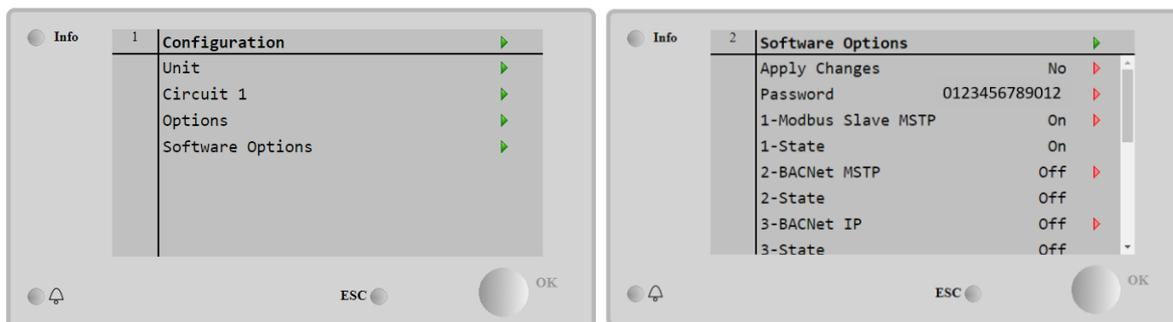 Info
1 Configuration
Unit
Circuit 1
Options
Software Options
ESC
OK
Info
2 Software Options
Apply Changes No
Password 0123456789012
1-Modbus Slave MSTP On
1-State On
2-BACNet MSTP Off
2-State Off
3-BACNet IP Off
3-State Off
ESC
OK